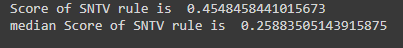 Score of SNTV rule is  0.4548458441015673
median Score of SNTV rule is  0.25883505143915875